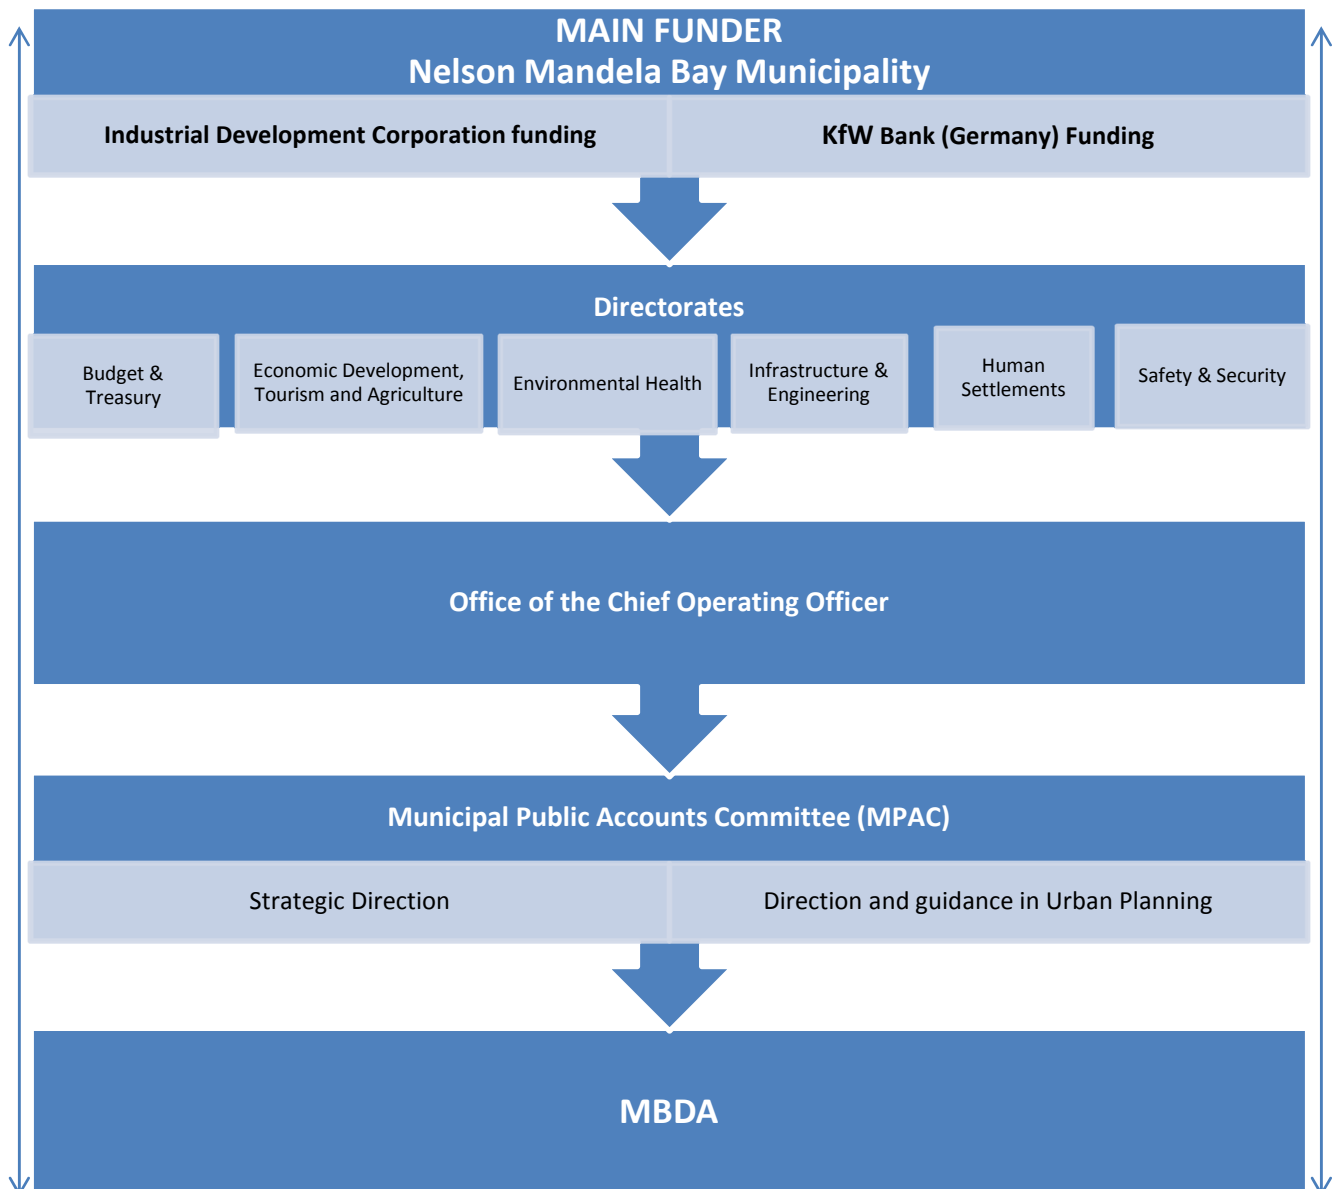 MAIN FUNDER
Nelson Mandela Bay Municipality
Industrial Development Corporation funding
KfW Bank (Germany) Funding
Directorates
Budget &
Treasury
Economic Development,
Tourism and Agriculture
Environmental Health
Infrastructure &
Engineering
Human
Settlements
Safety & Security
Office of the Chief Operating Officer
Municipal Public Accounts Committee (MPAC)
Strategic Direction
Direction and guidance in Urban Planning
MBDA